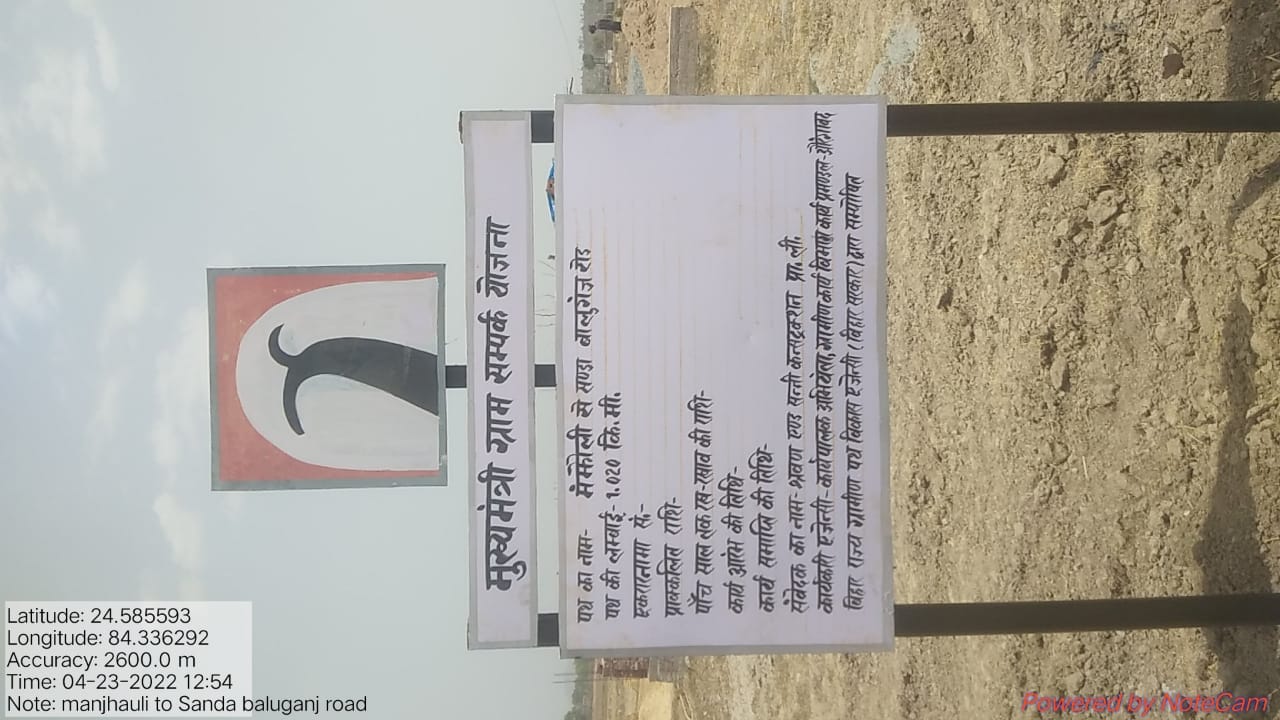 मुख्यमंत्री ग्राम सम्पर्क योजना
पथ का नाम- मंझौली से सण्डा बालुगंज रोड
पथ की लम्बाई- 1.020 कि.मी.
एकरारनामा सं.-
प्राक्कलित राशि-
पाँच साल तक रख-रखाव की राशि-
कार्य आरंभ की तिथि-
कार्य समाप्ति की तिथि-
संवेदक का नाम- श्रवण एण्ड सन्नी कन्सट्रक्शन प्रा. ली.
कार्यकारी एजेन्सी- कार्यपालक अभियंता, ग्रामीण कार्य विभाग कार्य प्रमण्डल-औरंगाबाद
बिहार राज्य ग्रामीण पथ विकास एजेन्सी (बिहार सरकार) द्वारा सम्पोषित
Latitude: 24.585593
Longitude: 84.336292
Accuracy: 2600.0 m
Time: 04-23-2022 12:54
Note: manjhauli to Sanda baluganj road
Powered by NoteCam